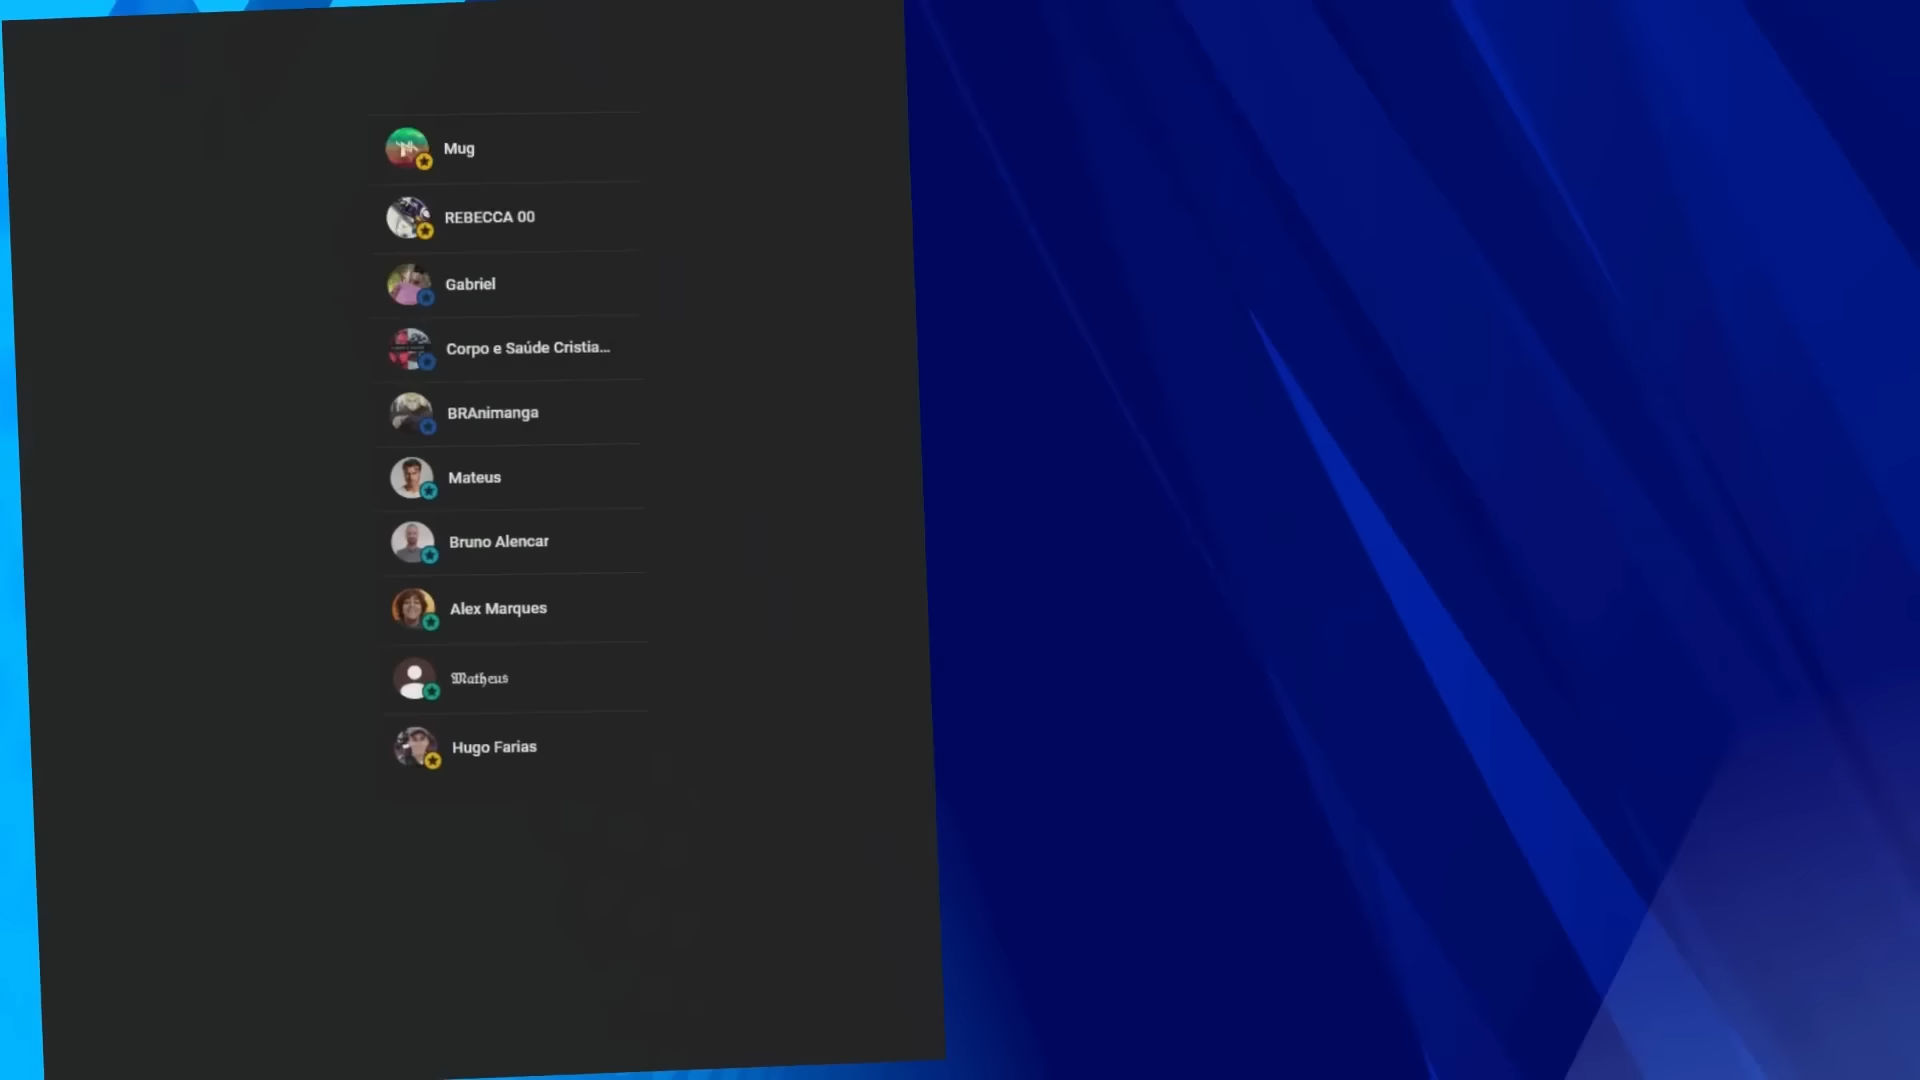 Mug
REBECCA 00
Gabriel
Corpo e Saúde Cristia...
BRAnimanga
Mateus
Bruno Alencar
Alex Marques
𝔐𝔞𝔱𝔥𝔢𝔲𝔰
Hugo Farias